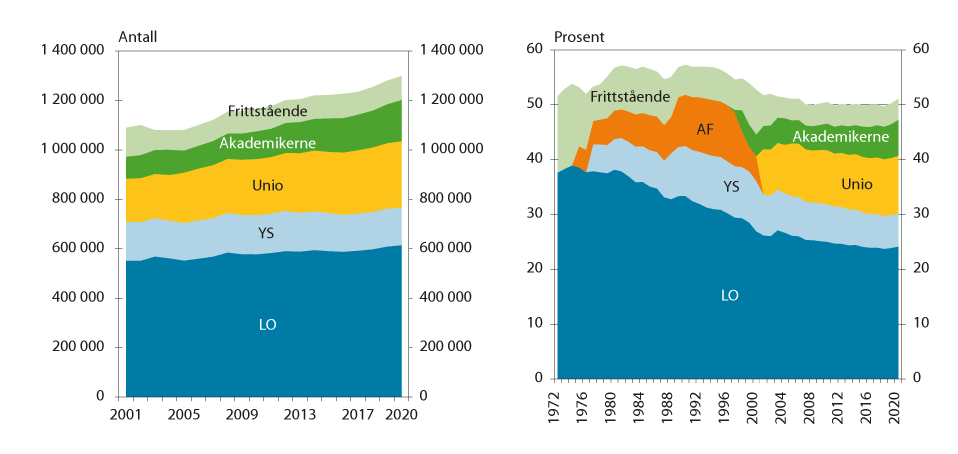 Antall
1 400 000
1 200 000
1 000 000
800 000
600 000
400 000
200 000
0
1 400 000
1 200 000
1 000 000
800 000
600 000
400 000
200 000
0
Frittstående
Akademikerne
Unio
YS
LO
2001 2005 2009 2013 2017 2020
Prosent
60
50
40
30
20
10
0
60
50
40
30
20
10
0
Frittstående
AF
Akademikerne
YS
Unio
LO
1972 1976 1980 1984 1988 1992 1996 2000 2004 2008 2012 2016 2020